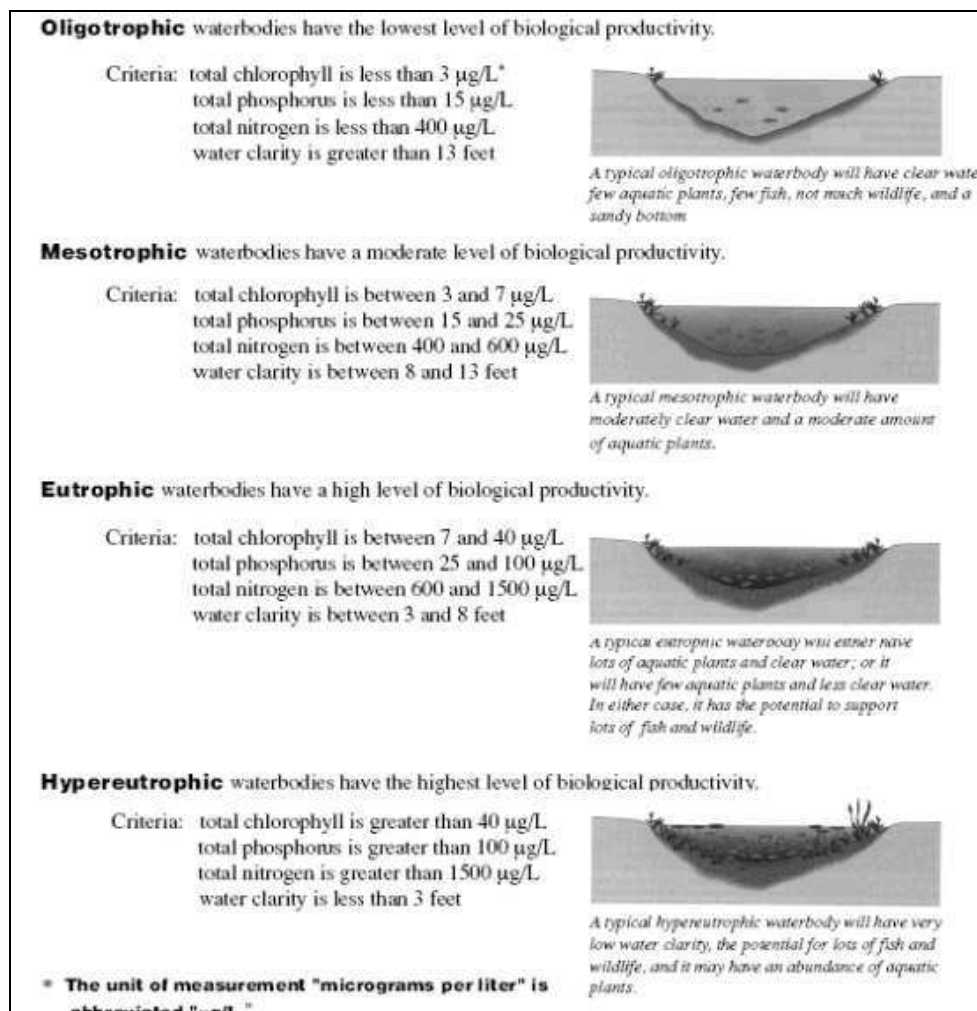 Oligotrophic waterbodies have the lowest level of biological productivity.
Criteria: total chlorophyll is less than 3 µg/L*
total phosphorus is less than 15 µg/L
total nitrogen is less than 400 µg/L
water clarity is greater than 13 feet
A typical oligotrophic waterbody will have clear wate
few aquatic plants, few fish, not much wildlife, and a
sandy bottom
Mesotrophic waterbodies have a moderate level of biological productivity.
Criteria: total chlorophyll is between 3 and 7 µg/L
total phosphorus is between 15 and 25 µg/L
total nitrogen is between 400 and 600 µg/L
water clarity is between 8 and 13 feet
A typical mesotrophic waterbody will have
moderately clear water and a moderate amount
of aquatic plants.
Eutrophic waterbodies have a high level of biological productivity.
Criteria: total chlorophyll is between 7 and 40 µg/L
total phosphorus is between 25 and 100 µg/L
total nitrogen is between 600 and 1500 µg/L
water clarity is between 3 and 8 feet
A typical eutrophic waterbody will either have
lots of aquatic plants and clear water; or it
will have few aquatic plants and less clear water.
In either case, it has the potential to support
lots of fish and wildlife.
Hypereutrophic waterbodies have the highest level of biological productivity.
Criteria: total chlorophyll is greater than 40 µg/L
total phosphorus is greater than 100 µg/L
total nitrogen is greater than 1500 µg/L
water clarity is less than 3 feet
A typical hypereutrophic waterbody will have very
low water clarity, the potential for lots of fish and
wildlife, and it may have an abundance of aquatic
plants.
* The unit of measurement "micrograms per liter" is
abbreviated "µg/L"